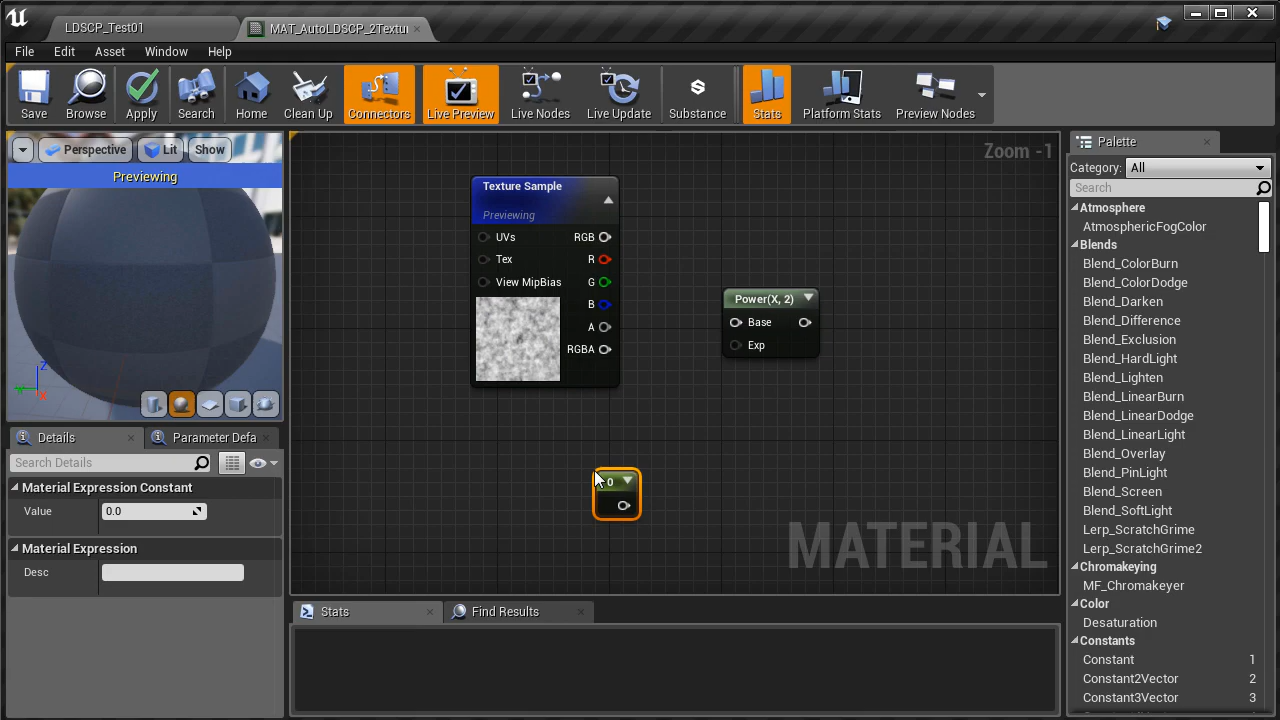 LDSCP_Test01
MAT_AutoLDSCP_2Textur
File Edit Asset Window Help
Save Browse Apply Search Home Clean Up Connectors Live Preview Live Nodes Live Update Substance Stats Platform Stats Preview Nodes
Perspective Lit Show
Previewing
Z
Y
X
Details
Parameter Defa
Search Details
Material Expression Constant
Value 0.0
Material Expression
Desc
Zoom -1
Texture Sample
Previewing
UVs RGB
Tex R
View MipBias G
B
A
RGBA
Power(X, 2)
Base
Exp
0
MATERIAL
Stats
Find Results
Palette
Category: All
Search
Atmosphere
AtmosphericFogColor
Blends
Blend_ColorBurn
Blend_ColorDodge
Blend_Darken
Blend_Difference
Blend_Exclusion
Blend_HardLight
Blend_Lighten
Blend_LinearBurn
Blend_LinearDodge
Blend_LinearLight
Blend_Overlay
Blend_PinLight
Blend_Screen
Blend_SoftLight
Lerp_ScratchGrime
Lerp_ScratchGrime2
Chromakeying
MF_Chromakeyer
Color
Desaturation
Constants
Constant 1
Constant2Vector 2
Constant3Vector 3